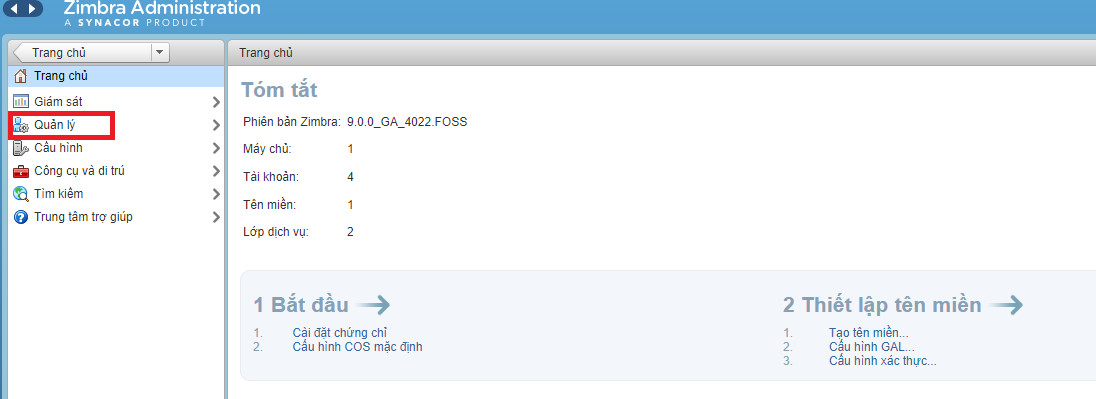 Zimbra Administration
A SYNACOR PRODUCT
Trang chủ
Trang chủ
Giám sát
Quản lý
Cấu hình
Công cụ và di trú
Tìm kiếm
Trung tâm trợ giúp
Trang chủ
Tóm tắt
Phiên bản Zimbra: 9.0.0_GA_4022.FOSS
Máy chủ: 1
Tài khoản: 4
Tên miền: 1
Lớp dịch vụ: 2
1 Bắt đầu
1. Cài đặt chứng chỉ
2. Cấu hình COS mặc định
2 Thiết lập tên miền
1. Tạo tên miền...
2. Cấu hình GAL...
3. Cấu hình xác thực...